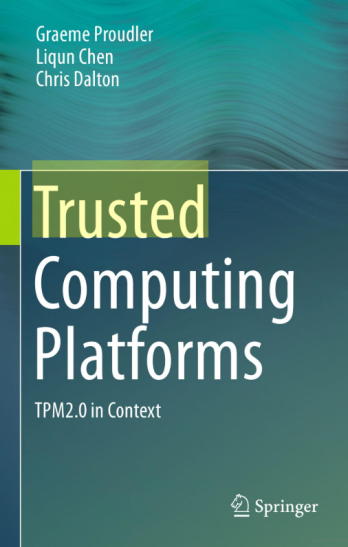 Graeme Proudler
Liqun Chen
Chris Dalton
Trusted
Computing
Platforms
TPM2.0 in Context
Springer